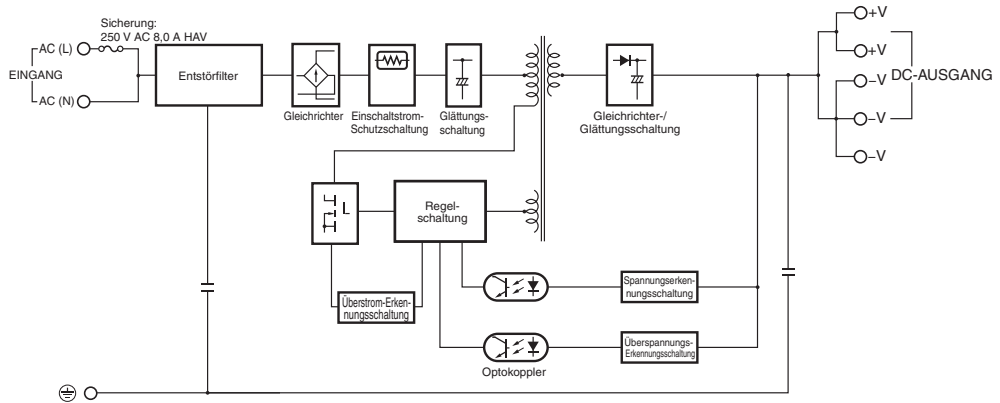 Sicherung:
250 V AC 8,0 A HAV
AC (L)
EINGANG
AC (N)
Entstörfilter
Gleichrichter
Einschaltstrom-
Schutzschaltung
Glättungs-
schaltung
Gleichrichter-/
Glättungsschaltung
+V
+V
–V
–V
–V
DC-AUSGANG
Regel-
schaltung
Überstrom-Erken-
nungsschaltung
Spannungserken-
nungsschaltung
Überspannungs-
Erkennungsschaltung
Optokoppler